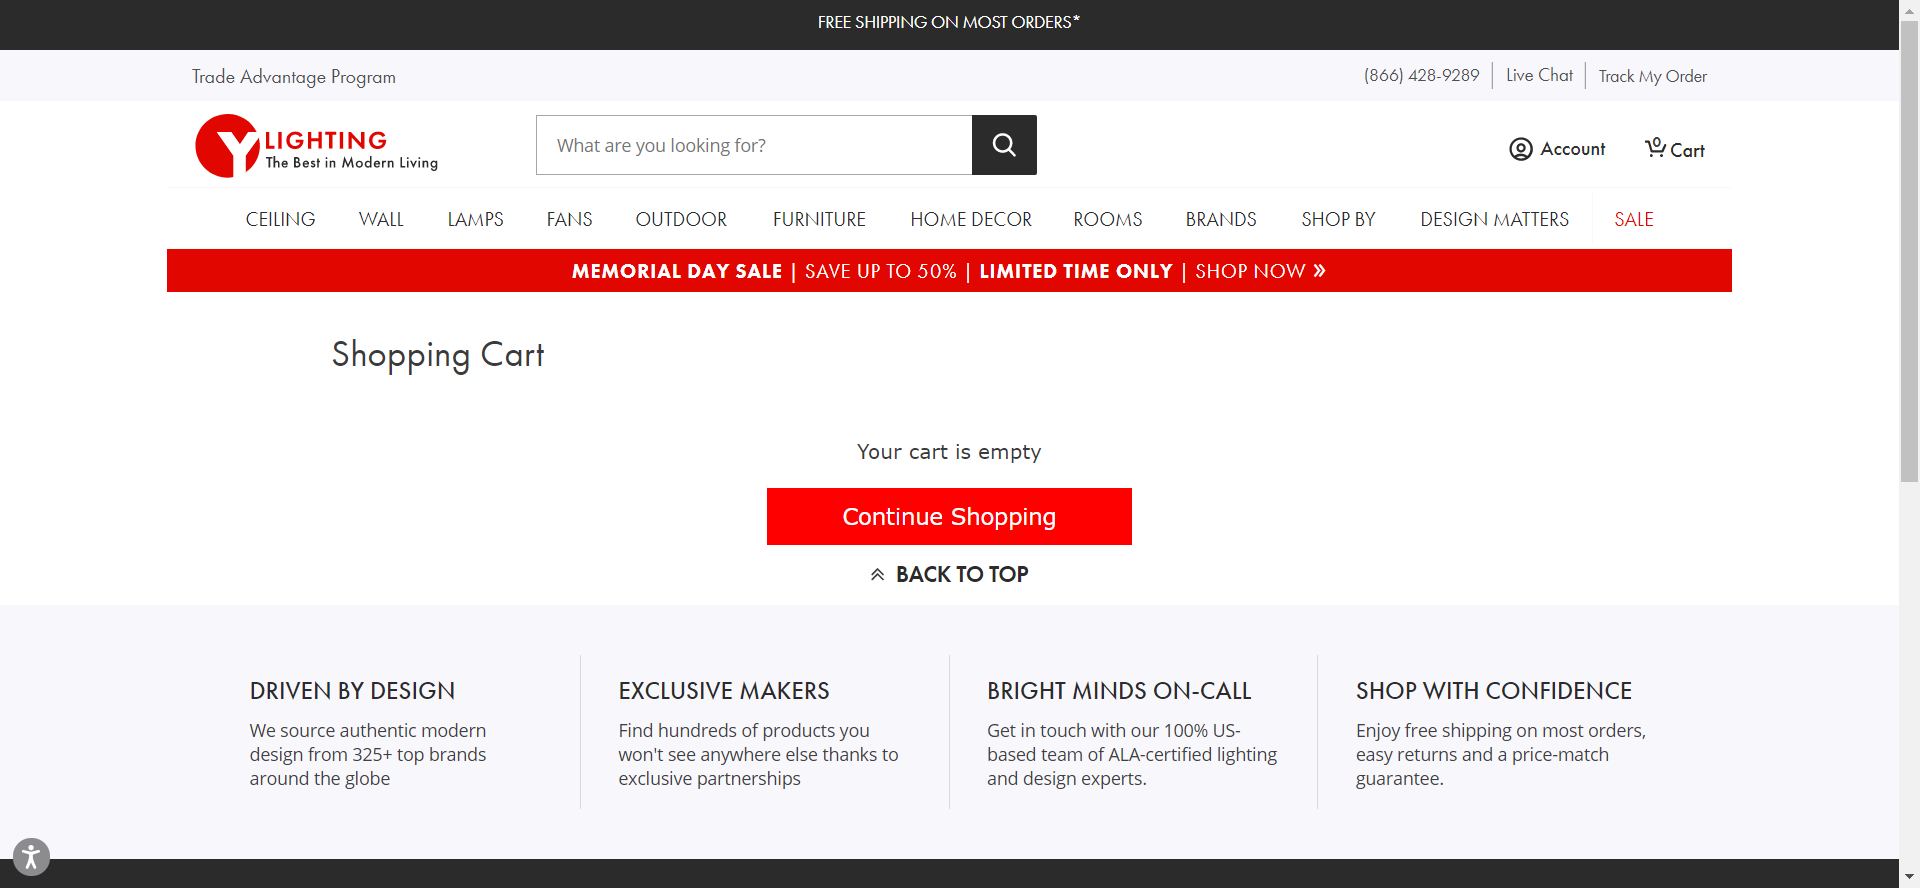 FREE SHIPPING ON MOST ORDERS*
Trade Advantage Program
(866) 428-9289
Live Chat
Track My Order
Y LIGHTING
The Best in Modern Living
What are you looking for?
Account
0
Cart
CEILING
WALL
LAMPS
FANS
OUTDOOR
FURNITURE
HOME DECOR
ROOMS
BRANDS
SHOP BY
DESIGN MATTERS
SALE
MEMORIAL DAY SALE | SAVE UP TO 50% | LIMITED TIME ONLY | SHOP NOW »
Shopping Cart
Your cart is empty
Continue Shopping
BACK TO TOP
DRIVEN BY DESIGN
We source authentic modern
design from 325+ top brands
around the globe
EXCLUSIVE MAKERS
Find hundreds of products you
won't see anywhere else thanks to
exclusive partnerships
BRIGHT MINDS ON-CALL
Get in touch with our 100% US-
based team of ALA-certified lighting
and design experts.
SHOP WITH CONFIDENCE
Enjoy free shipping on most orders,
easy returns and a price-match
guarantee.